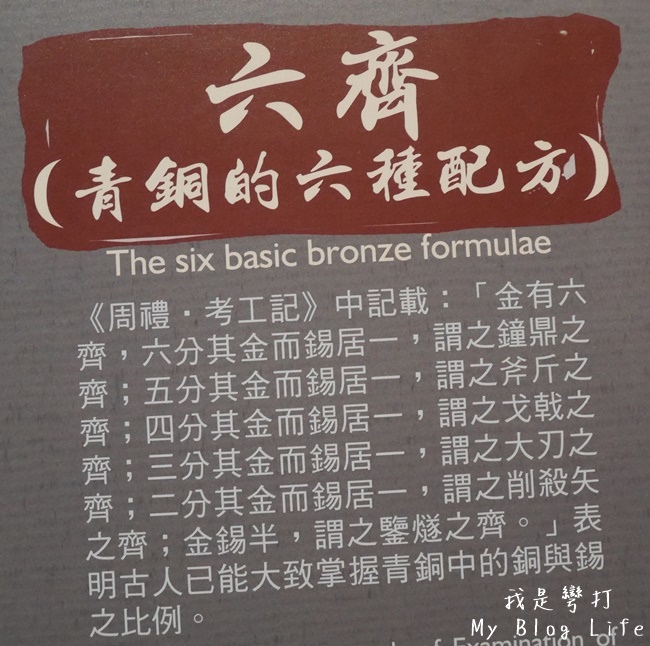 六齊
(青銅的六種配方)
The six basic bronze formulae
《周禮·考工記》中記載：「金有六
齊，六分其金而錫居一，謂之鐘鼎之
齊；五分其金而錫居一，謂之斧斤之
齊；四分其金而錫居一，謂之戈戟之
齊；三分其金而錫居一，謂之大刃之
齊；二分其金而錫居一，謂之削殺矢
之齊；金錫半，謂之鑒燧之齊。」表
明古人已能大致掌握青銅中的銅與錫
之比例。
我是彎打
My Blog Life
of Examination of